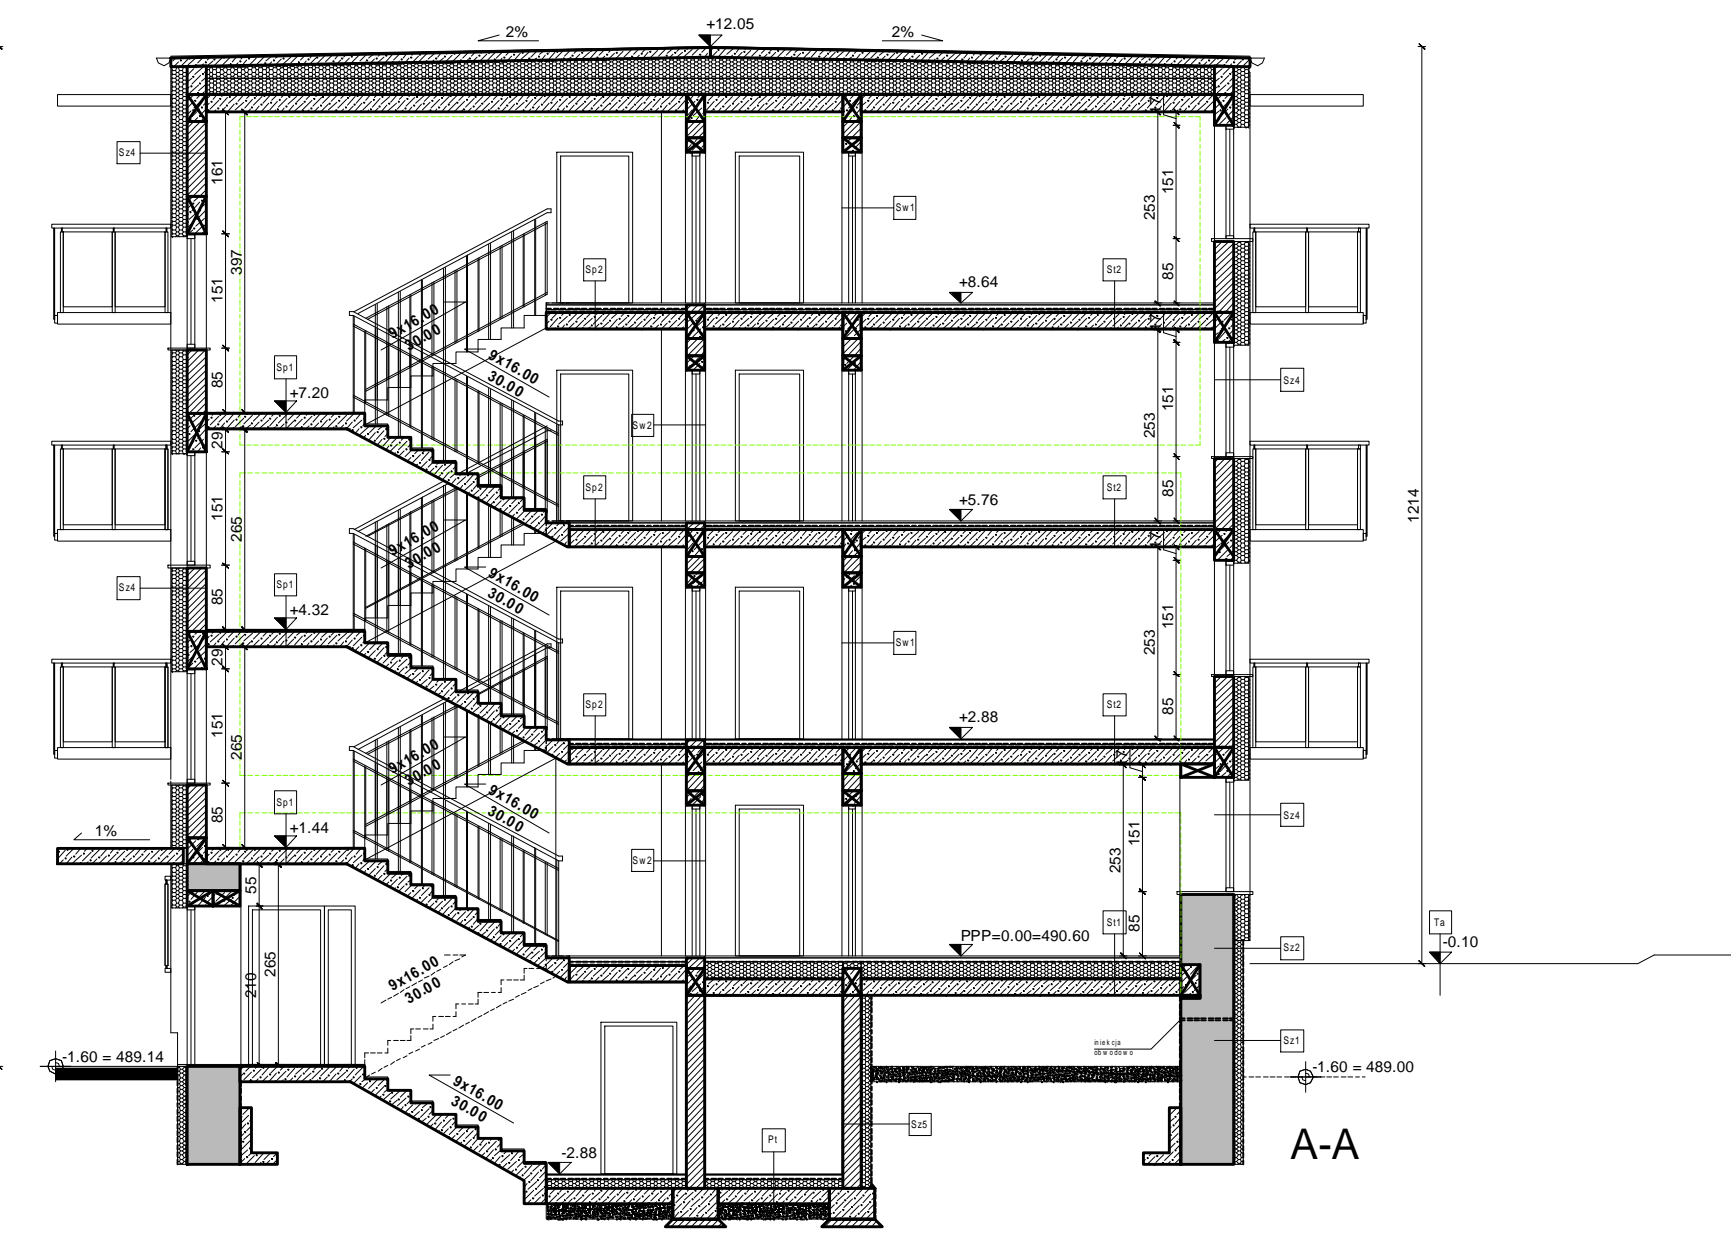 +12.05
2%
2%
Sz4
161
17
151
Sw1
253
397
Sp2
St2
85
+8.64
151
9x16.00
30.00
17
9x16.00
30.00
Sp1
85
+7.20
151
Sz4
253
Sw2
29
Sp2
St2
85
+5.76
151
265
1214
9x16.00
30.00
17
9x16.00
30.00
Sz4
Sp1
85
+4.32
151
253
Sw1
29
Sp2
St2
85
+2.88
151
265
9x16.00
30.00
17
9x16.00
30.00
Sp1
85
+1.44
1%
151
Sz4
253
Sw2
55
St1
85
Ta
-0.10
PPP=0.00=490.60
Sz2
265
210
9x16.00
30.00
iniekcja
obwodowo
Sz1
-1.60 = 489.14
-1.60 = 489.00
9x16.00
30.00
Sz5
Pt
-2.88
A-A